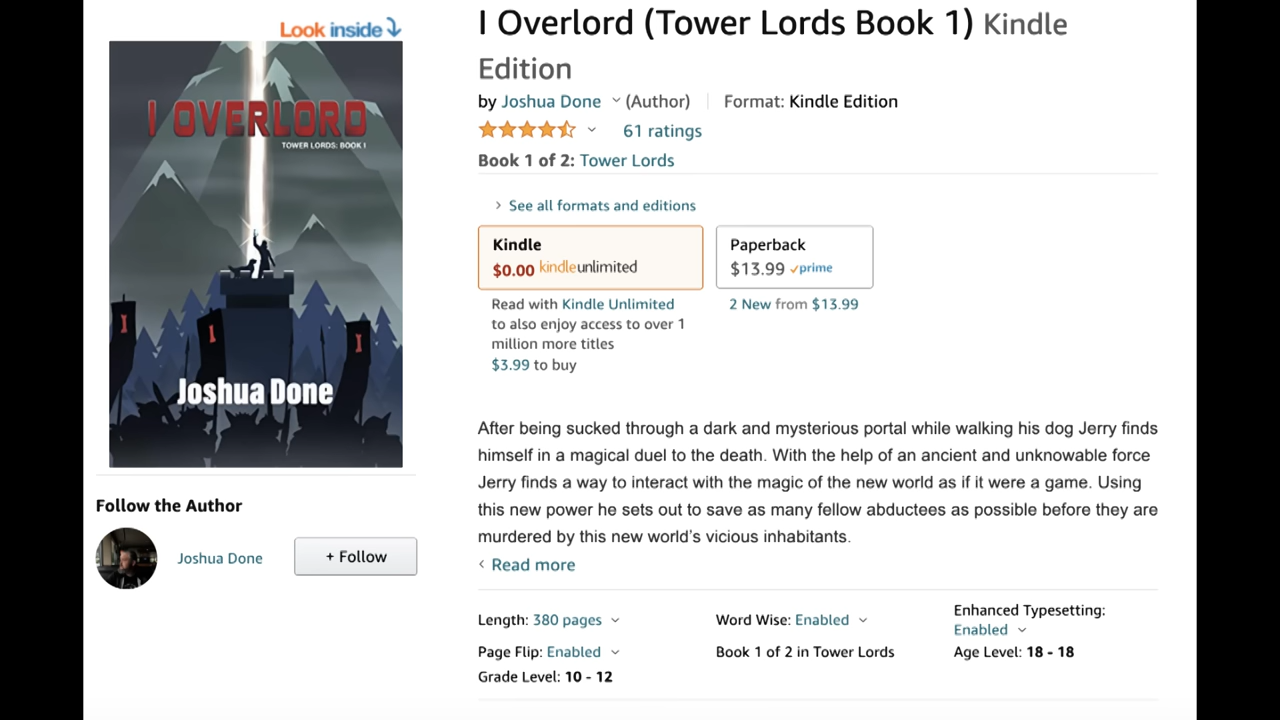 Look inside
I OVERLORD
TOWER LORDS: BOOK I
I
I
I
Joshua Done
Follow the Author
Joshua Done
+ Follow
I Overlord (Tower Lords Book 1) Kindle
Edition
by Joshua Done (Author) Format: Kindle Edition
61 ratings
Book 1 of 2: Tower Lords
› See all formats and editions
Kindle
$0.00 kindleunlimited
Read with Kindle Unlimited
to also enjoy access to over 1
million more titles
$3.99 to buy
Paperback
$13.99 prime
2 New from $13.99
After being sucked through a dark and mysterious portal while walking his dog Jerry finds
himself in a magical duel to the death. With the help of an ancient and unknowable force
Jerry finds a way to interact with the magic of the new world as if it were a game. Using
this new power he sets out to save as many fellow abductees as possible before they are
murdered by this new world’s vicious inhabitants.
‹ Read more
Length: 380 pages
Word Wise: Enabled
Enhanced Typesetting:
Enabled
Page Flip: Enabled
Book 1 of 2 in Tower Lords
Age Level: 18 - 18
Grade Level: 10 - 12